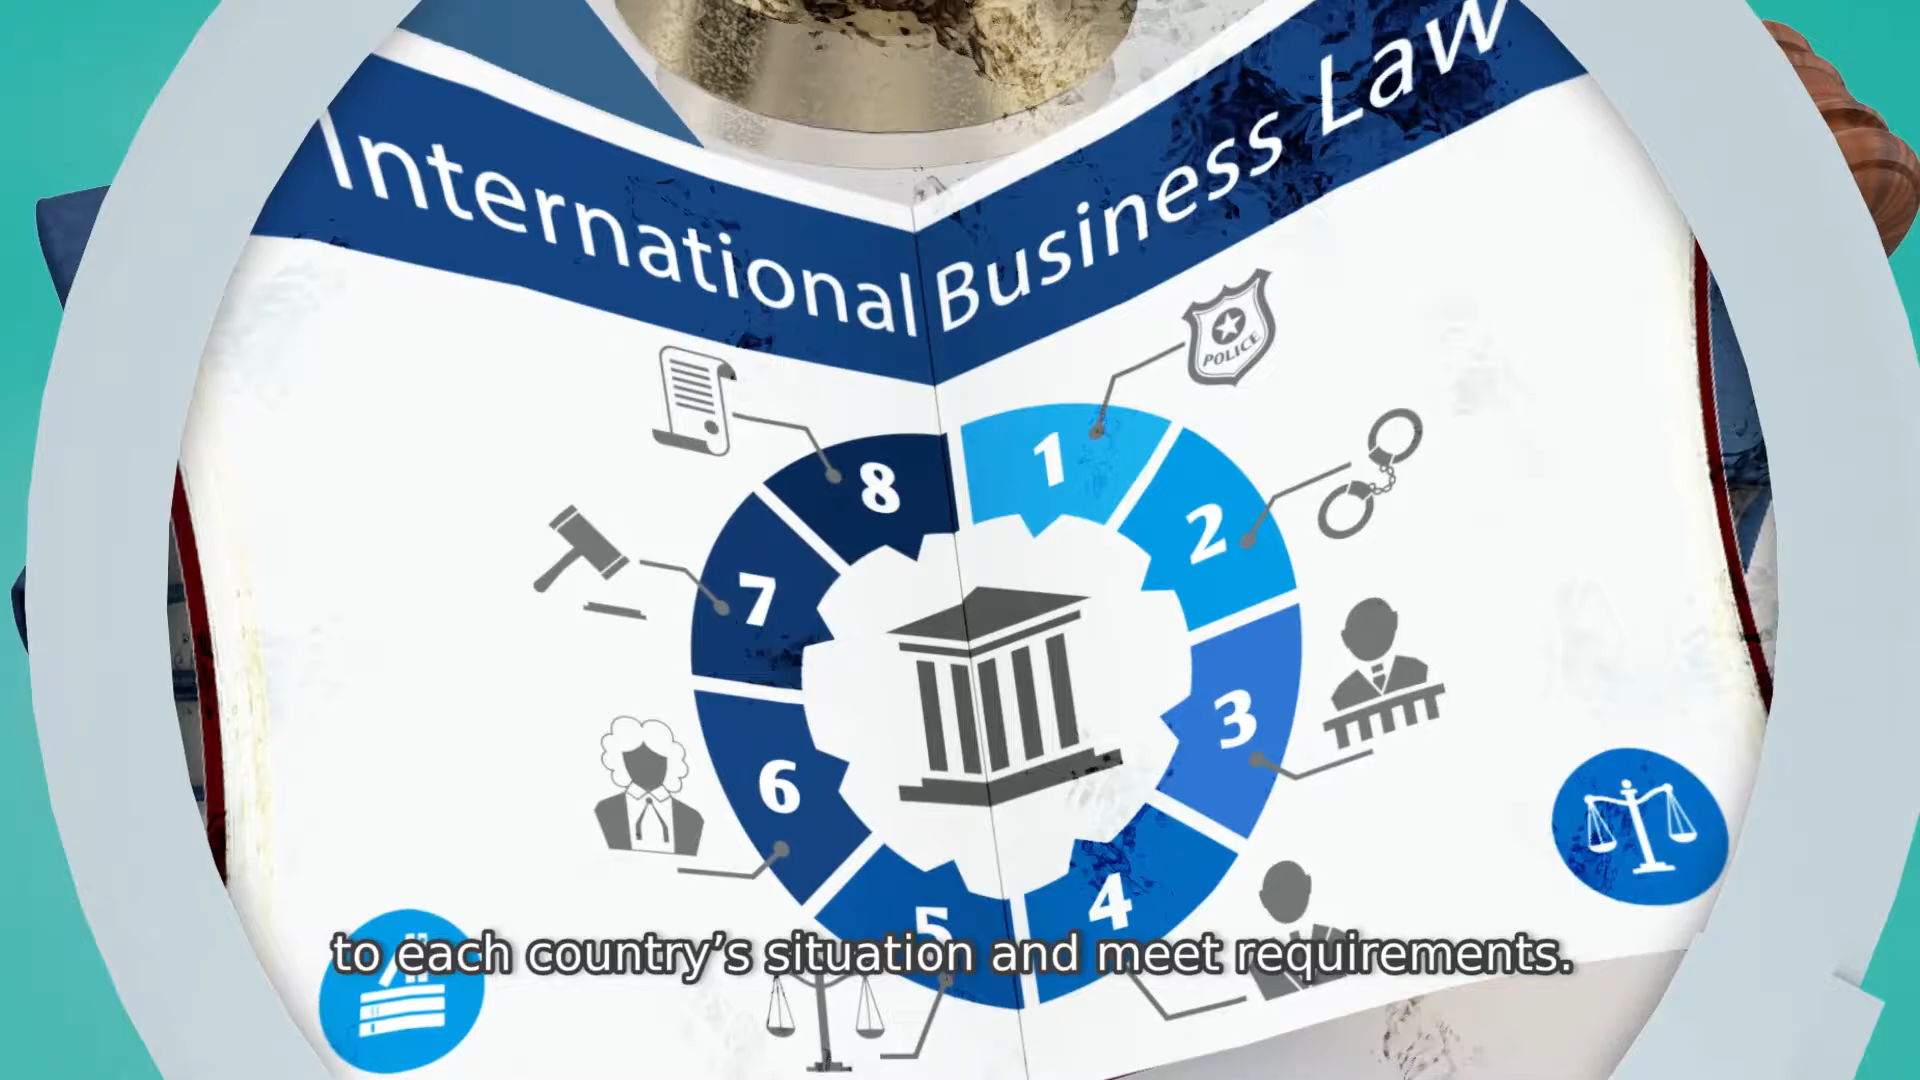 International Business Law
POLICE
8
1
7
2
6
3
5
4
to each country’s situation and meet requirements.